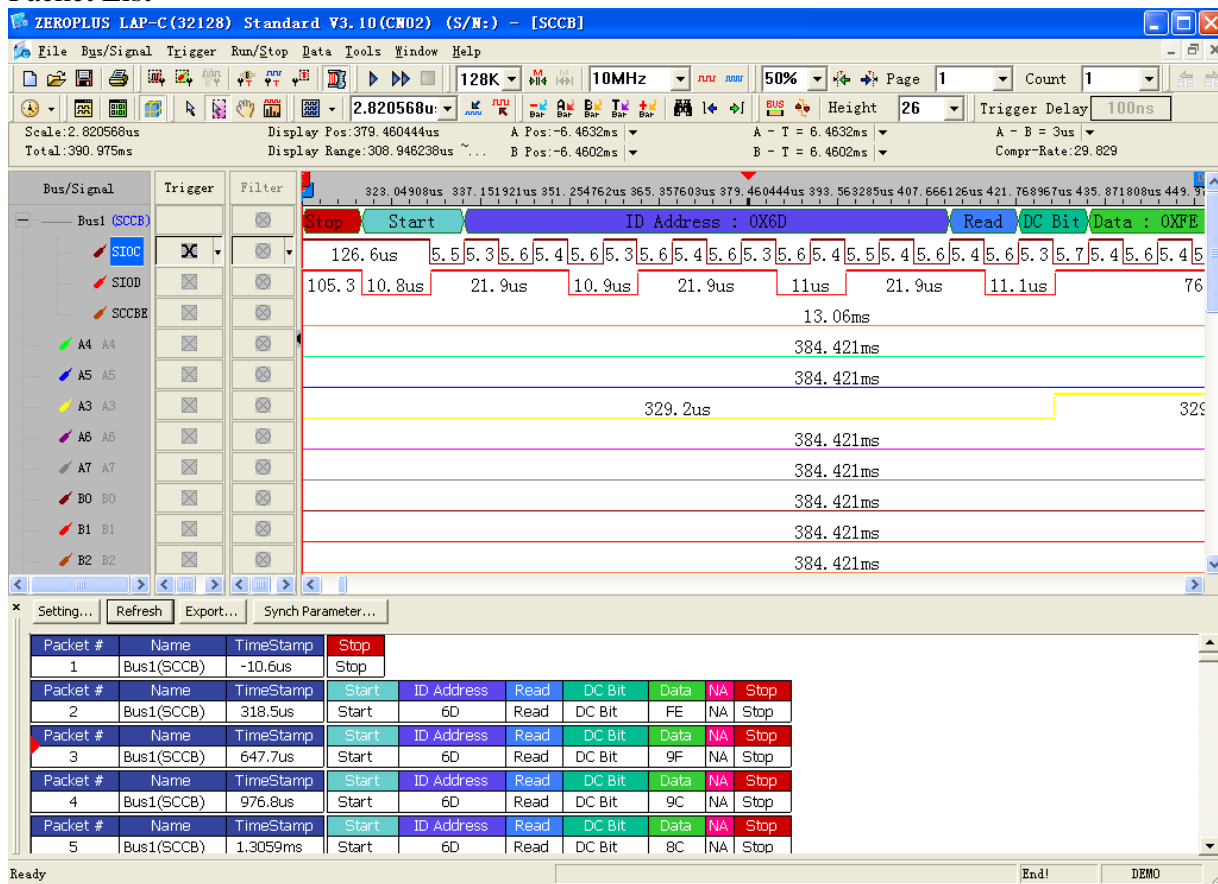 Packet List
ZEROPLUS LAP-C(32128) Standard V3.10(CN02) (S/N:) - [SCCB]
File Bus/Signal Trigger Run/Stop Data Tools Window Help
128K 10MHz 50% Page 1 Count 1
2.820568u: Bar Bar Bar Bar Bar BUS Height 26 Trigger Delay 100ns
Scale:2.820568us Display Pos:379.460444us A Pos:-6.4632ms A - T = 6.4632ms A - B = 3us
Total:390.975ms Display Range:308.946238us ~... B Pos:-6.4602ms B - T = 6.4602ms Compr-Rate:29.829
Bus/Signal Trigger Filter 323.04908us 337.151921us 351.254762us 365.357603us 379.460444us 393.563285us 407.666126us 421.768967us 435.871808us 449.97
Bus1 (SCCB) Stop Start ID Address : 0X6D Read DC Bit Data : 0XFE
SIOC 126.6us 5.5 5.3 5.6 5.4 5.6 5.3 5.6 5.4 5.6 5.3 5.6 5.4 5.5 5.4 5.6 5.4 5.6 5.3 5.7 5.4 5.6 5.4 5
SIOD 105.3 10.8us 21.9us 10.9us 21.9us 11us 21.9us 11.1us 76
SCCBE 13.06ms
A4 A4 384.421ms
A5 A5 384.421ms
A3 A3 329.2us 329
A6 A6 384.421ms
A7 A7 384.421ms
B0 B0 384.421ms
B1 B1 384.421ms
B2 B2 384.421ms
Setting... Refresh Export... Synch Parameter...
Packet # Name TimeStamp Stop
1 Bus1(SCCB) -10.6us Stop
Packet # Name TimeStamp Start ID Address Read DC Bit Data NA Stop
2 Bus1(SCCB) 318.5us Start 6D Read DC Bit FE NA Stop
Packet # Name TimeStamp Start ID Address Read DC Bit Data NA Stop
3 Bus1(SCCB) 647.7us Start 6D Read DC Bit 9F NA Stop
Packet # Name TimeStamp Start ID Address Read DC Bit Data NA Stop
4 Bus1(SCCB) 976.8us Start 6D Read DC Bit 9C NA Stop
Packet # Name TimeStamp Start ID Address Read DC Bit Data NA Stop
5 Bus1(SCCB) 1.3059ms Start 6D Read DC Bit 8C NA Stop
Ready End! DEMO